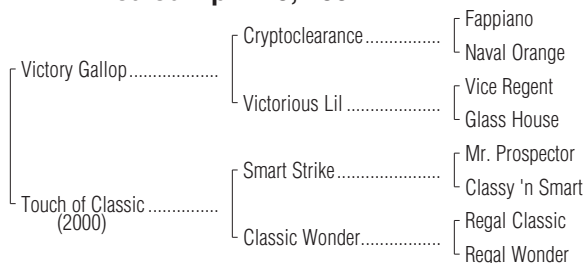 Cryptoclearance................ Fappiano
Naval Orange
Victory Gallop...................
Victorious Lil ..................... Vice Regent
Glass House
Smart Strike....................... Mr. Prospector
Classy 'n Smart
Touch of Classic ...............
(2000)
Classic Wonder.................. Regal Classic
Regal Wonder